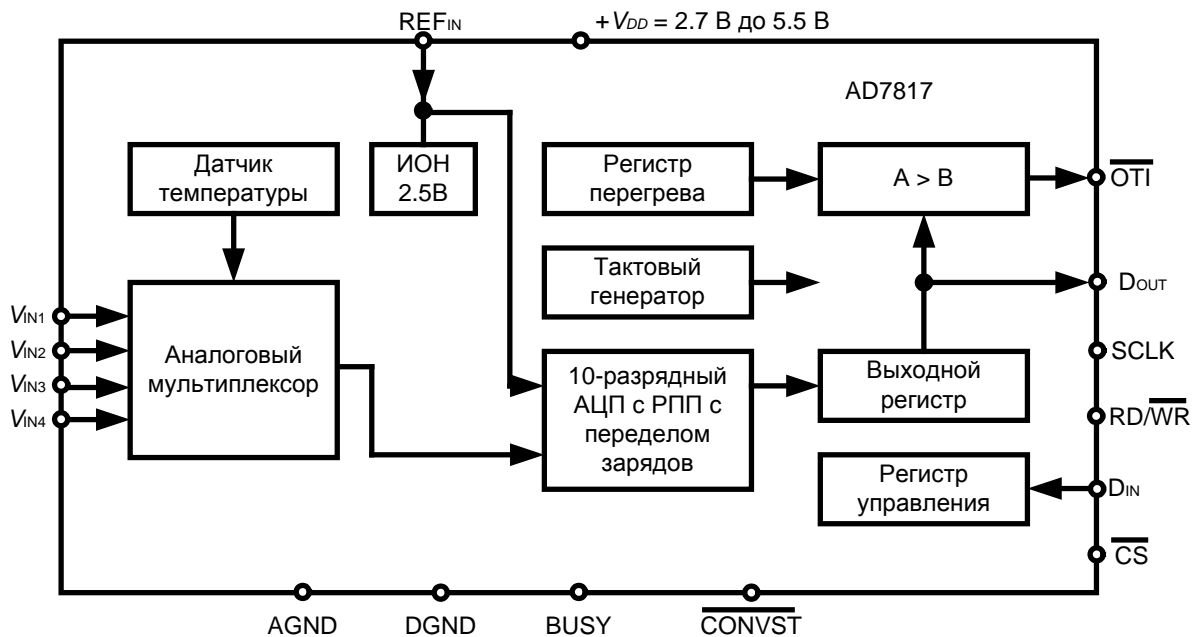 REFIN
+VDD = 2.7 В до 5.5 В
AD7817
Датчик
температуры
ИОН
2.5В
Регистр
перегрева
A > B
OTI
Тактовый
генератор
DOUT
VIN1
VIN2
VIN3
VIN4
Аналоговый
мультиплексор
10-разрядный
АЦП с РПП с
переделом
зарядов
Выходной
регистр
SCLK
RD/WR
Регистр
управления
DIN
CS
AGND
DGND
BUSY
CONVST